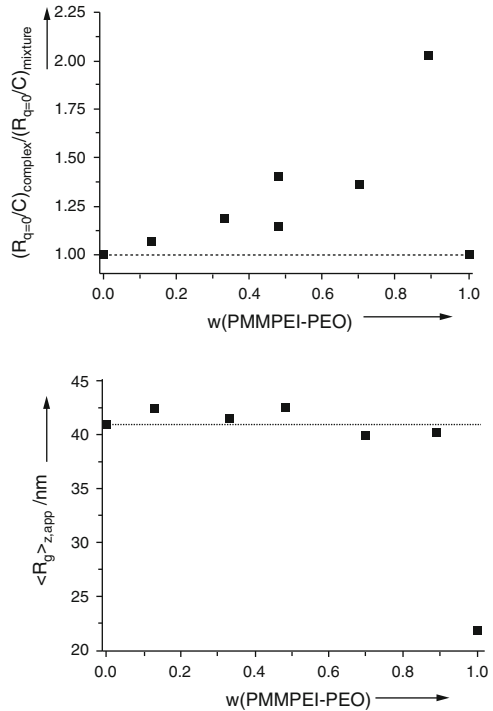 2.25
2.00
1.75
1.50
1.25
1.00
(R_{q=0}/C)_{complex}/(R_{q=0}/C)_{mixture}
0.0 0.2 0.4 0.6 0.8 1.0
w(PMMPEI-PEO)
45
40
35
30
25
20
<R_g>_{z,app} /nm
0.0 0.2 0.4 0.6 0.8 1.0
w(PMMPEI-PEO)